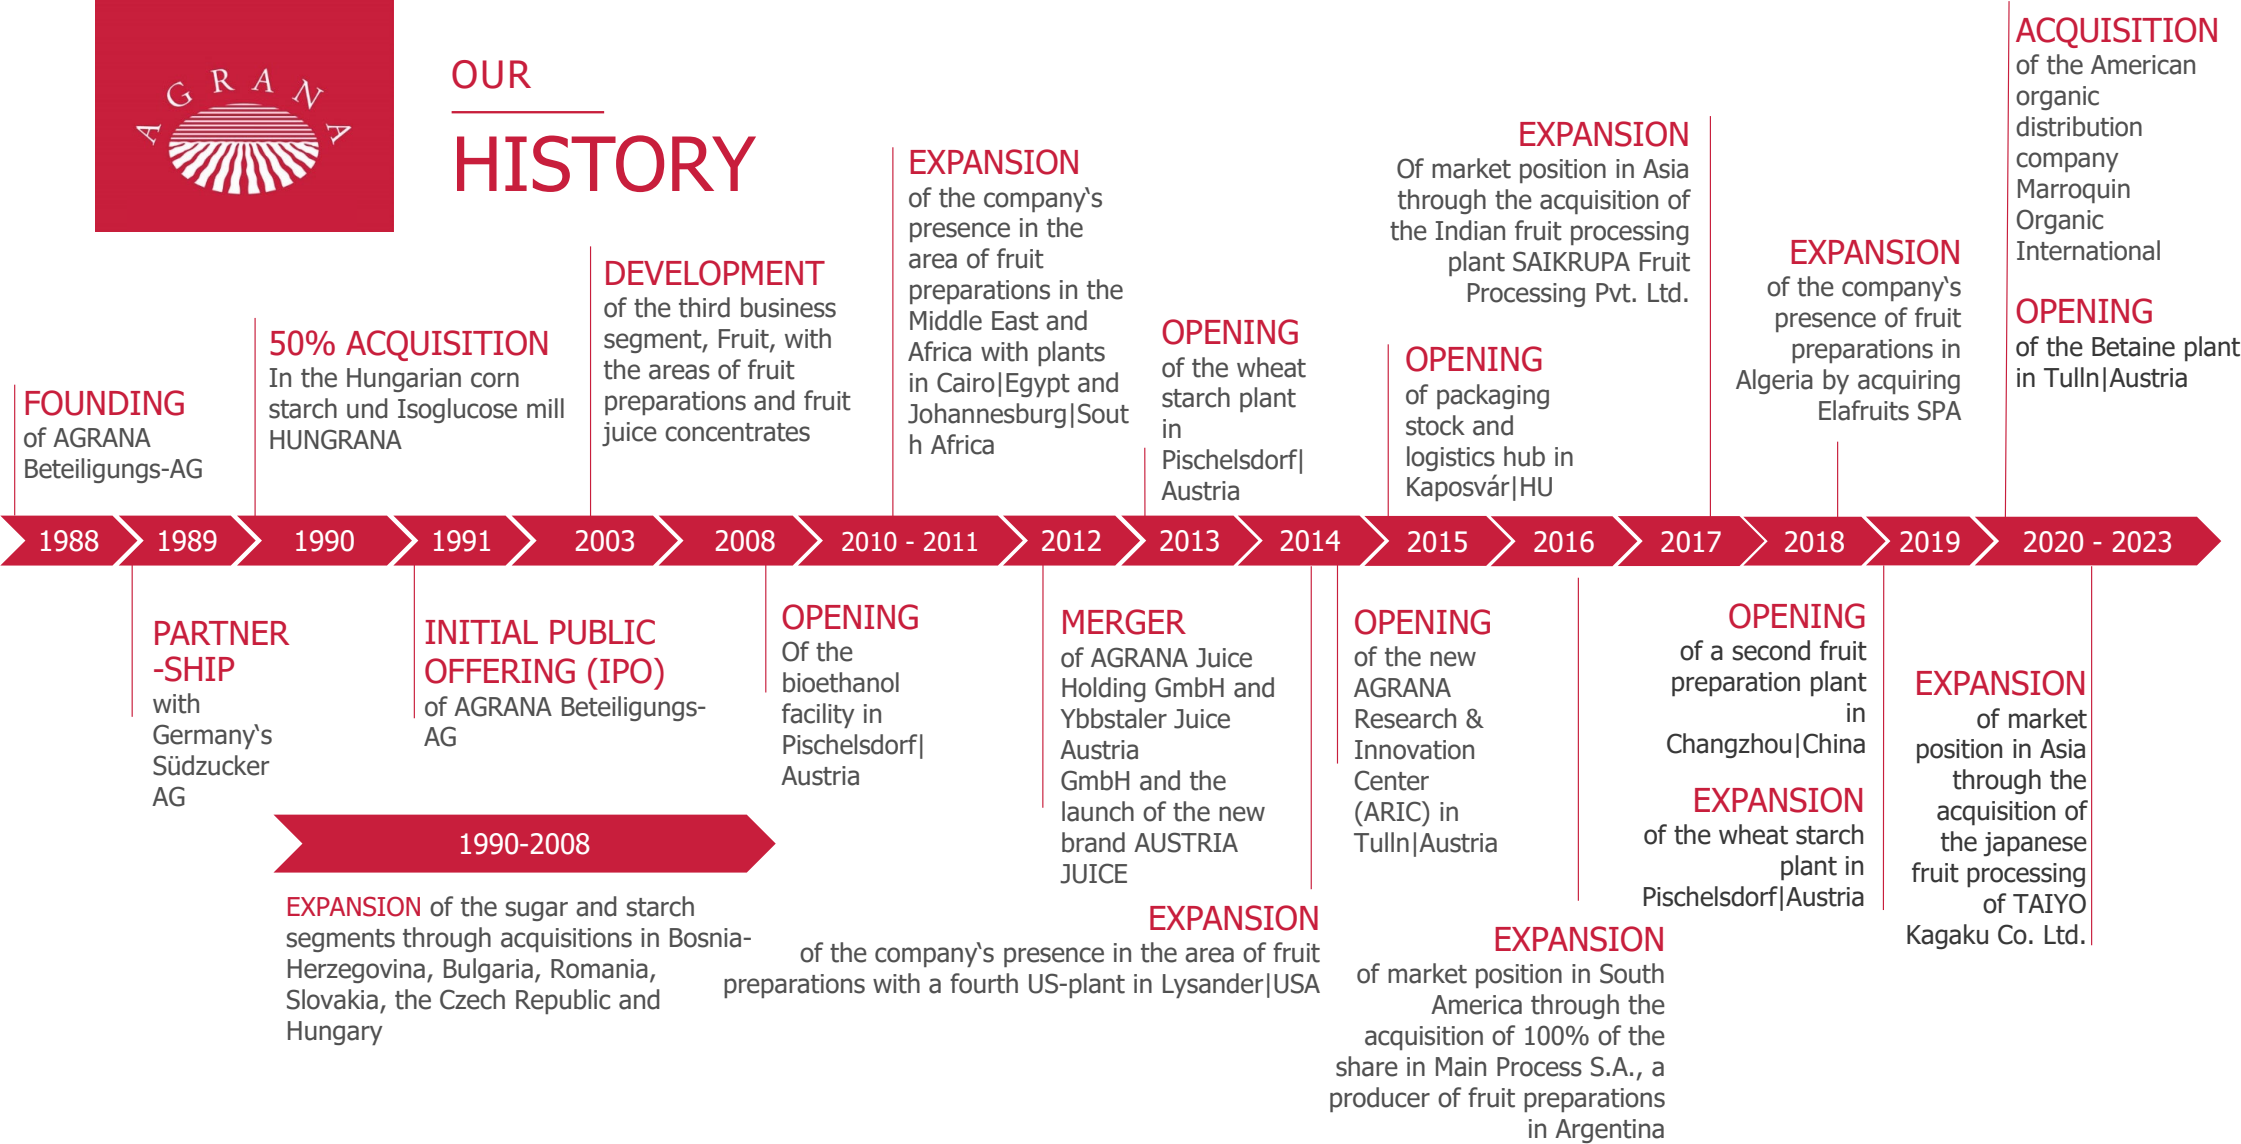 AGRANA
OUR
HISTORY
FOUNDING
of AGRANA
Beteiligungs-AG
50% ACQUISITION
In the Hungarian corn
starch und Isoglucose mill
HUNGRANA
DEVELOPMENT
of the third business
segment, Fruit, with
the areas of fruit
preparations and fruit
juice concentrates
EXPANSION
of the company‘s
presence in the
area of fruit
preparations in the
Middle East and
Africa with plants
in Cairo|Egypt and
Johannesburg|Sout
h Africa
OPENING
of the wheat
starch plant
in
Pischelsdorf|
Austria
OPENING
of packaging
stock and
logistics hub in
Kaposvár|HU
EXPANSION
Of market position in Asia
through the acquisition of
the Indian fruit processing
plant SAIKRUPA Fruit
Processing Pvt. Ltd.
EXPANSION
of the company‘s
presence of fruit
preparations in
Algeria by acquiring
Elafruits SPA
ACQUISITION
of the American
organic
distribution
company
Marroquin
Organic
International
OPENING
of the Betaine plant
in Tulln|Austria
1988
1989
1990
1991
2003
2008
2010 - 2011
2012
2013
2014
2015
2016
2017
2018
2019
2020 - 2023
PARTNER
-SHIP
with
Germany‘s
Südzucker
AG
INITIAL PUBLIC
OFFERING (IPO)
of AGRANA Beteiligungs-
AG
1990-2008
EXPANSION of the sugar and starch
segments through acquisitions in Bosnia-
Herzegovina, Bulgaria, Romania,
Slovakia, the Czech Republic and
Hungary
OPENING
Of the
bioethanol
facility in
Pischelsdorf|
Austria
MERGER
of AGRANA Juice
Holding GmbH and
Ybbstaler Juice
Austria
GmbH and the
launch of the new
brand AUSTRIA
JUICE
EXPANSION
of the company‘s presence in the area of fruit
preparations with a fourth US-plant in Lysander|USA
OPENING
of the new
AGRANA
Research &
Innovation
Center
(ARIC) in
Tulln|Austria
EXPANSION
of market position in South
America through the
acquisition of 100% of the
share in Main Process S.A., a
producer of fruit preparations
in Argentina
OPENING
of a second fruit
preparation plant
in
Changzhou|China
EXPANSION
of the wheat starch
plant in
Pischelsdorf|Austria
EXPANSION
of market
position in Asia
through the
acquisition of
the japanese
fruit processing
of TAIYO
Kagaku Co. Ltd.